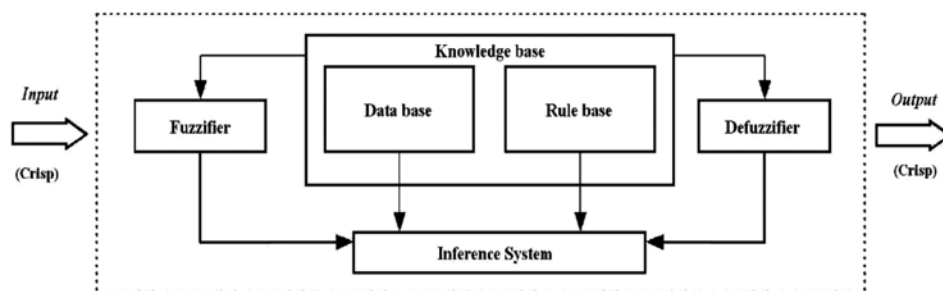 Knowledge base
Input
Data base
Rule base
Output
Fuzzifier
Defuzzifier
(Crisp)
(Crisp)
Inference System